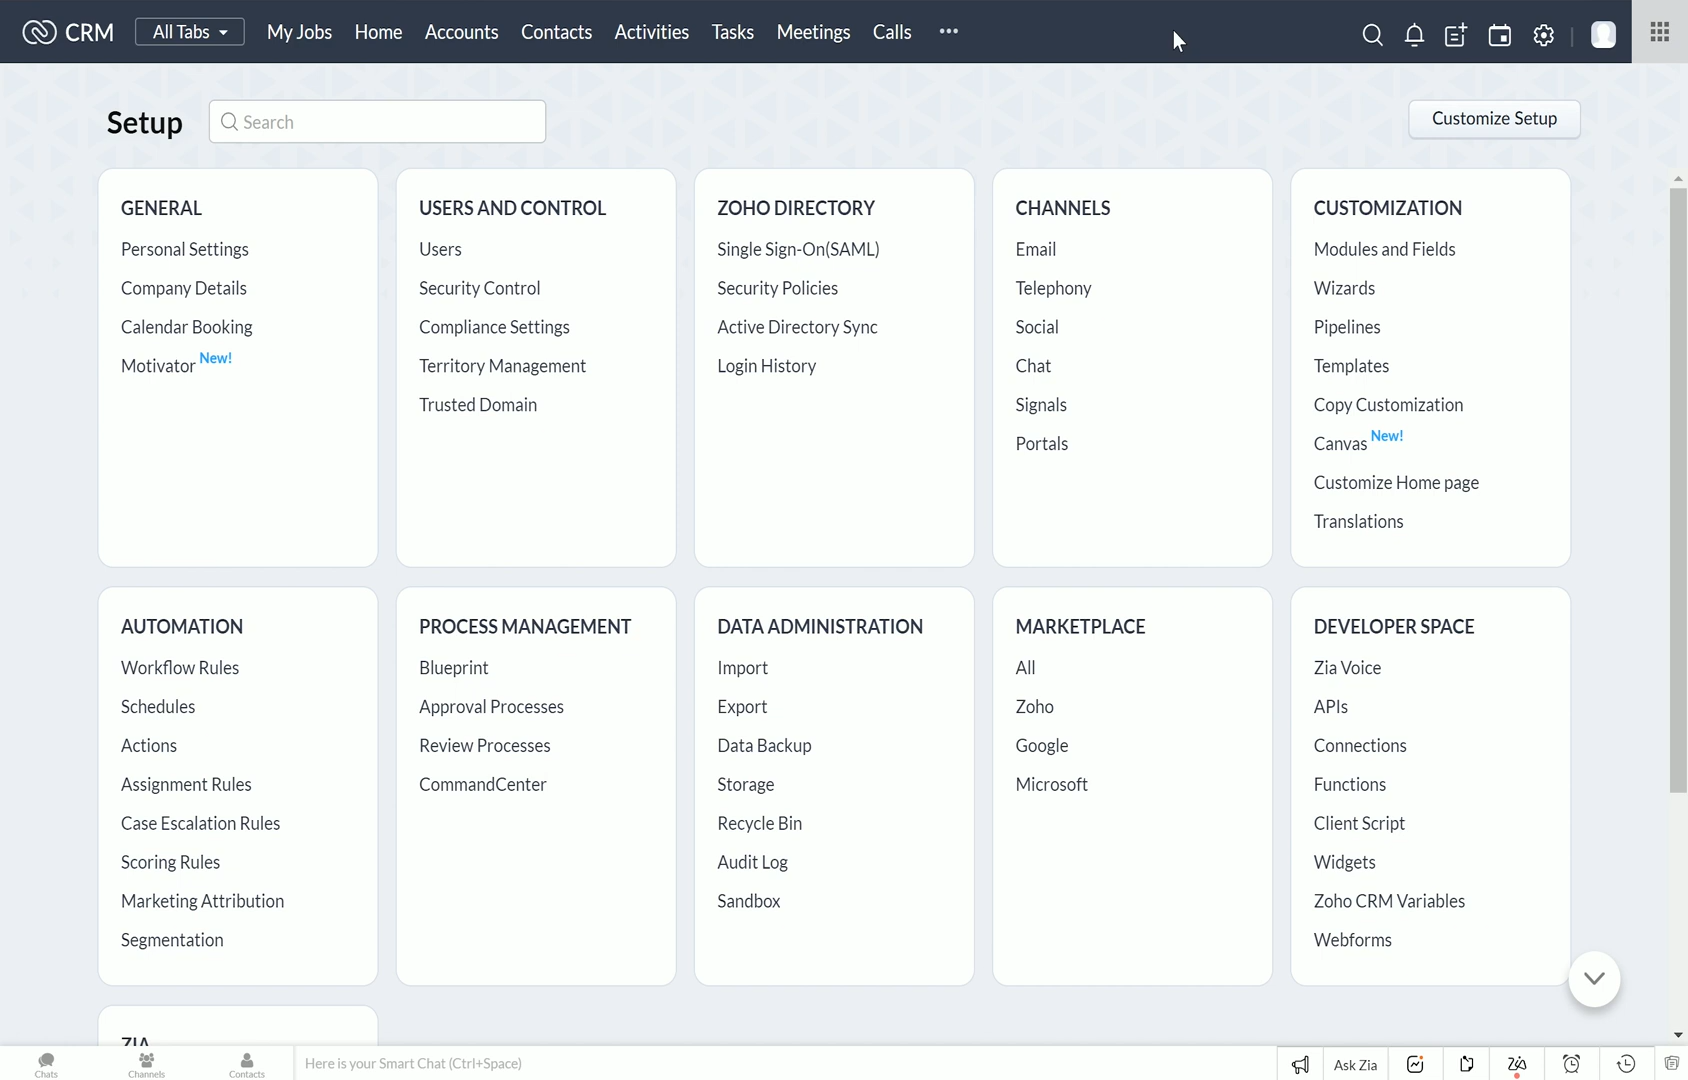 CRM All Tabs My Jobs Home Accounts Contacts Activities Tasks Meetings Calls
Setup Search Customize Setup
GENERAL
Personal Settings
Company Details
Calendar Booking
Motivator New!
USERS AND CONTROL
Users
Security Control
Compliance Settings
Territory Management
Trusted Domain
ZOHO DIRECTORY
Single Sign-On(SAML)
Security Policies
Active Directory Sync
Login History
CHANNELS
Email
Telephony
Social
Chat
Signals
Portals
CUSTOMIZATION
Modules and Fields
Wizards
Pipelines
Templates
Copy Customization
Canvas New!
Customize Home page
Translations
AUTOMATION
Workflow Rules
Schedules
Actions
Assignment Rules
Case Escalation Rules
Scoring Rules
Marketing Attribution
Segmentation
PROCESS MANAGEMENT
Blueprint
Approval Processes
Review Processes
CommandCenter
DATA ADMINISTRATION
Import
Export
Data Backup
Storage
Recycle Bin
Audit Log
Sandbox
MARKETPLACE
All
Zoho
Google
Microsoft
DEVELOPER SPACE
Zia Voice
APIs
Connections
Functions
Client Script
Widgets
Zoho CRM Variables
Webforms
ZIA
Chats Channels Contacts Here is your Smart Chat (Ctrl+Space) Ask Zia